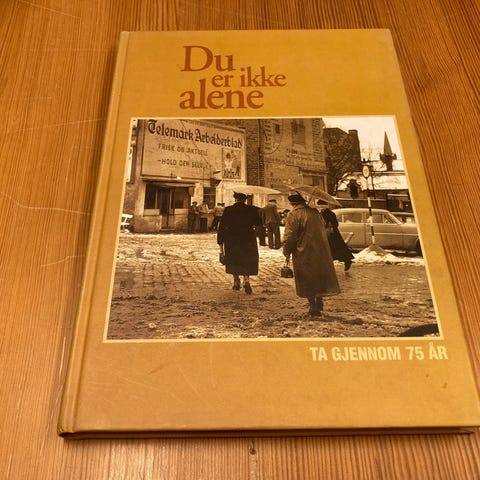 Du
er ikke
alene
Telemark Arbeiderblad
FRISK OG AKTUELL
-HOLD DEN SELV
TA GJENNOM 75 ÅR